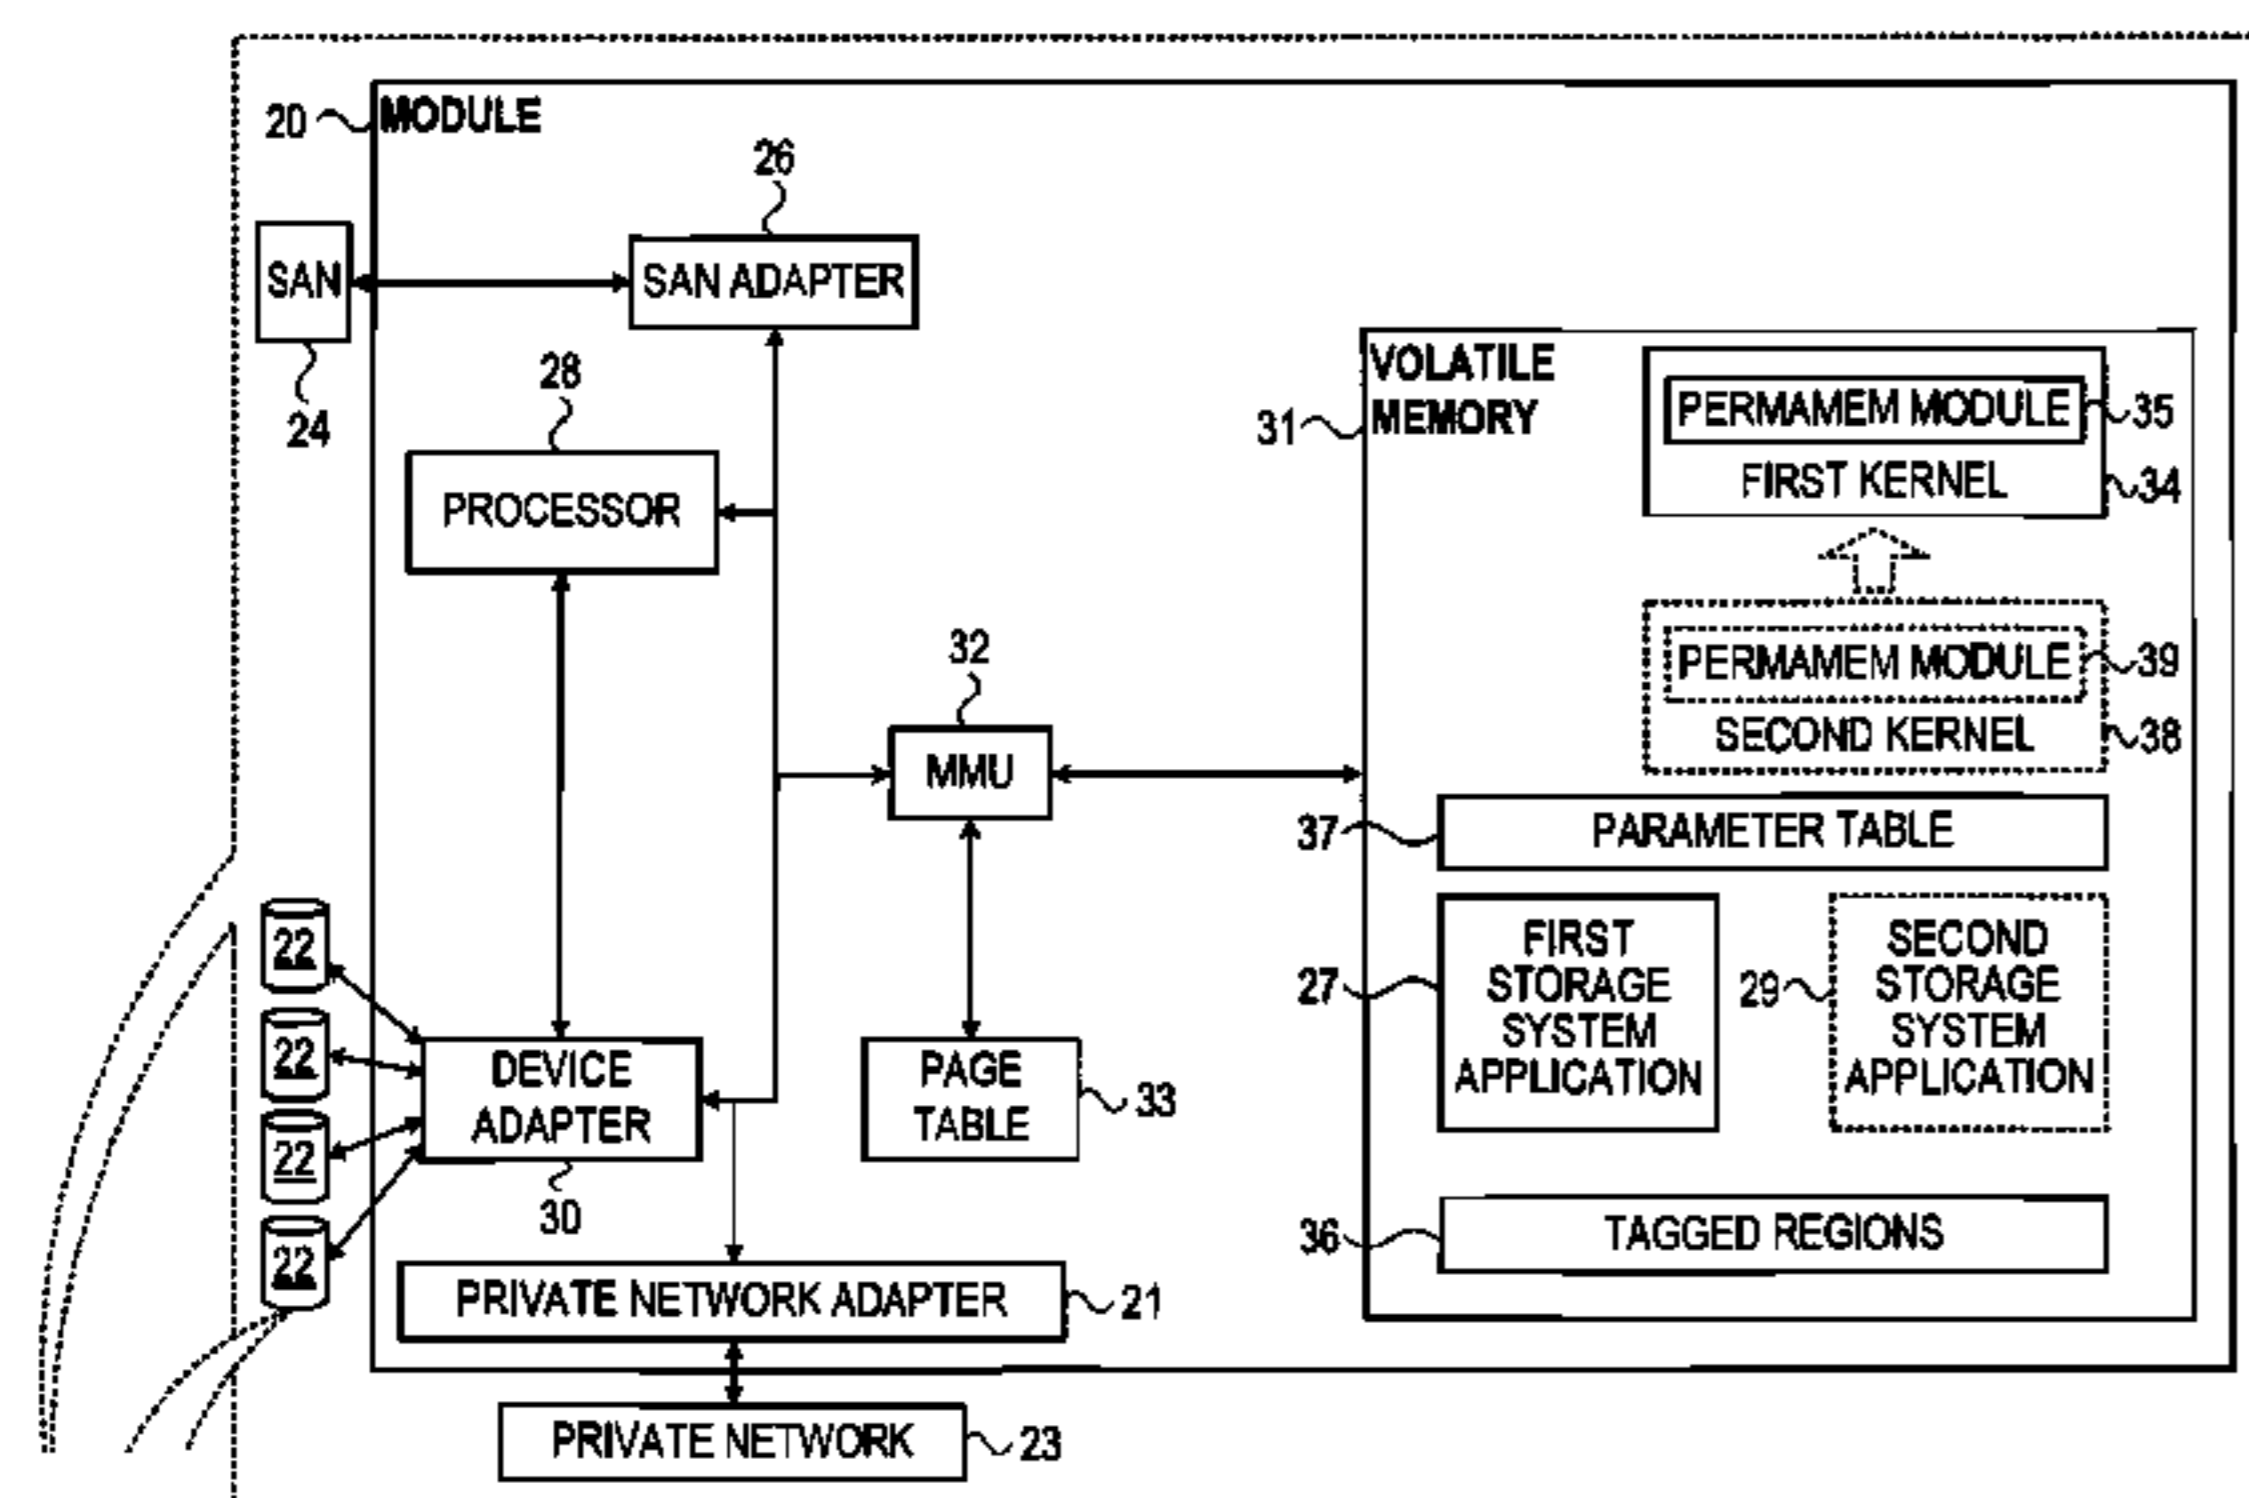 20
MODULE
26
SAN
SAN ADAPTER
24
28
PROCESSOR
32
MMU
DEVICE
ADAPTER
30
PAGE
TABLE
33
22
22
22
22
PRIVATE NETWORK ADAPTER
21
PRIVATE NETWORK
23
31
VOLATILE
MEMORY
PERMAMEM MODULE
35
FIRST KERNEL
34
PERMAMEM MODULE
39
SECOND KERNEL
38
37
PARAMETER TABLE
27
FIRST
STORAGE
SYSTEM
APPLICATION
29
SECOND
STORAGE
SYSTEM
APPLICATION
36
TAGGED REGIONS